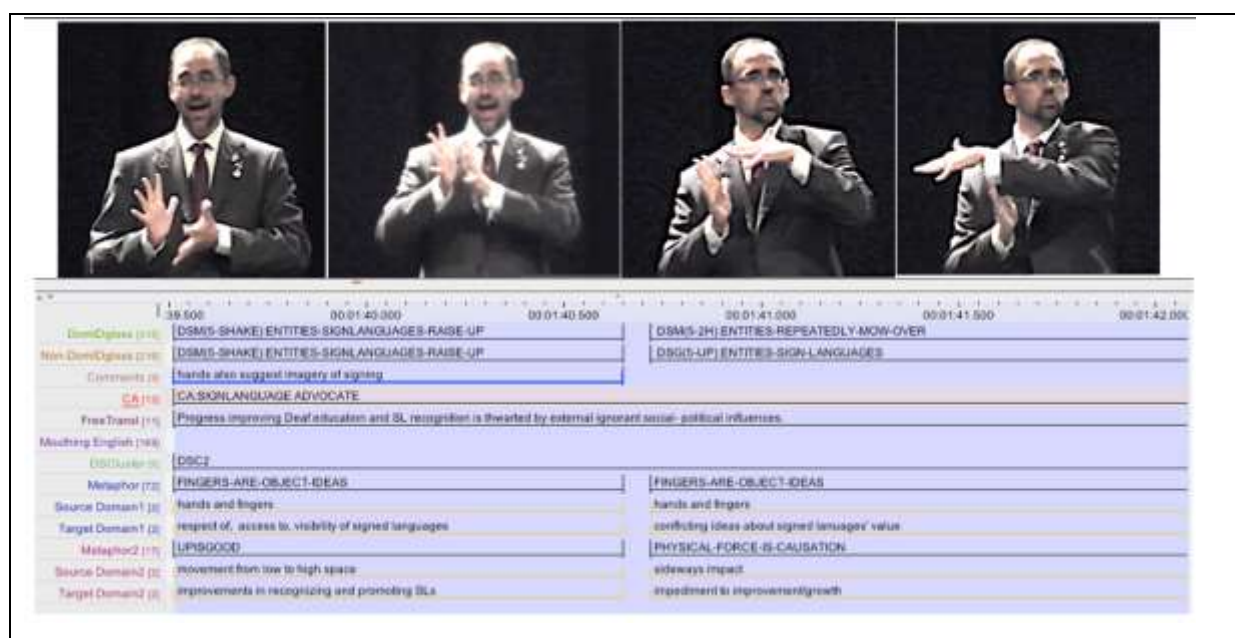 39.500 00:01:40.000 00:01:40.500 00:01:41.000 00:01:41.500 00:01:42.000
DSM(5-SHAKE) ENTITIES-SIGNLANGUAGES-RAISE-UP DSM(5-2H) ENTITIES-REPEATEDLY-MOW-OVER
DSM(5-SHAKE) ENTITIES-SIGNLANGUAGES-RAISE-UP DSG(5-UP) ENTITIES-SIGN-LANGUAGES
Comments hands also suggest imagery of signing
CA CA:SIGNLANGUAGE ADVOCATE
FreeTransl Progress improving Deaf education and SL recognition is thwarted by external ignorant social- political influences.
Mouthing English
DSCluster DSC2
Metaphor FINGERS-ARE-OBJECT-IDEAS FINGERS-ARE-OBJECT-IDEAS
Source Domain1 hands and fingers hands and fingers
Target Domain1 respect of, access to, visibility of signed languages conflicting ideas about signed lanuages' value
Metaphor2 UPISGOOD PHYSICAL-FORCE-IS-CAUSATION
Source Domain2 movement from low to high space sideways impact
Target Domain2 improvements in recognizing and promoting SLs impediment to improvement/growth